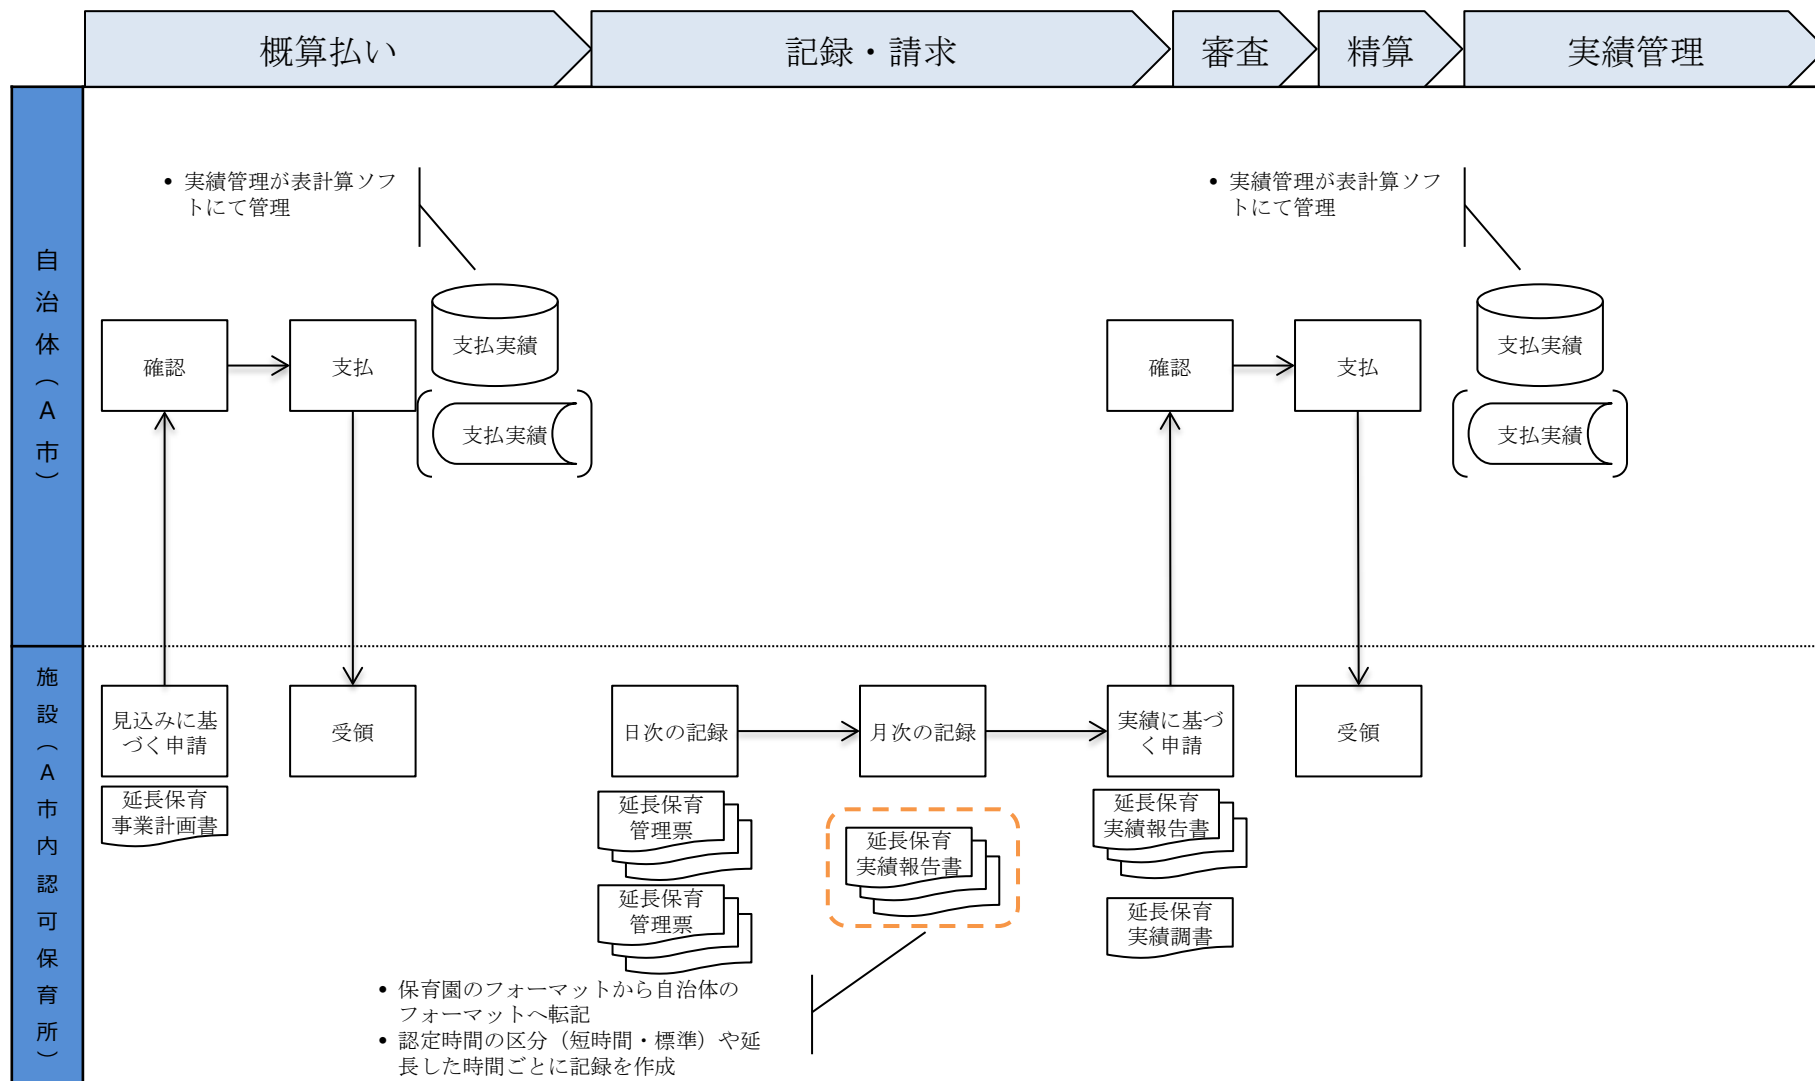 概算払い
記録・請求
審査
精算
実績管理
自治体（A市）
• 実績管理が表計算ソフ
トにて管理
• 実績管理が表計算ソフ
トにて管理
確認
支払
支払実績
支払実績
確認
支払
支払実績
支払実績
施設（A市内認可保育所）
見込みに基
づく申請
受領
日次の記録
月次の記録
実績に基づ
く申請
受領
延長保育
事業計画書
延長保育
管理票
延長保育
管理票
延長保育
実績報告書
延長保育
実績報告書
延長保育
実績調書
• 保育園のフォーマットから自治体の
フォーマットへ転記
• 認定時間の区分（短時間・標準）や延
長した時間ごとに記録を作成